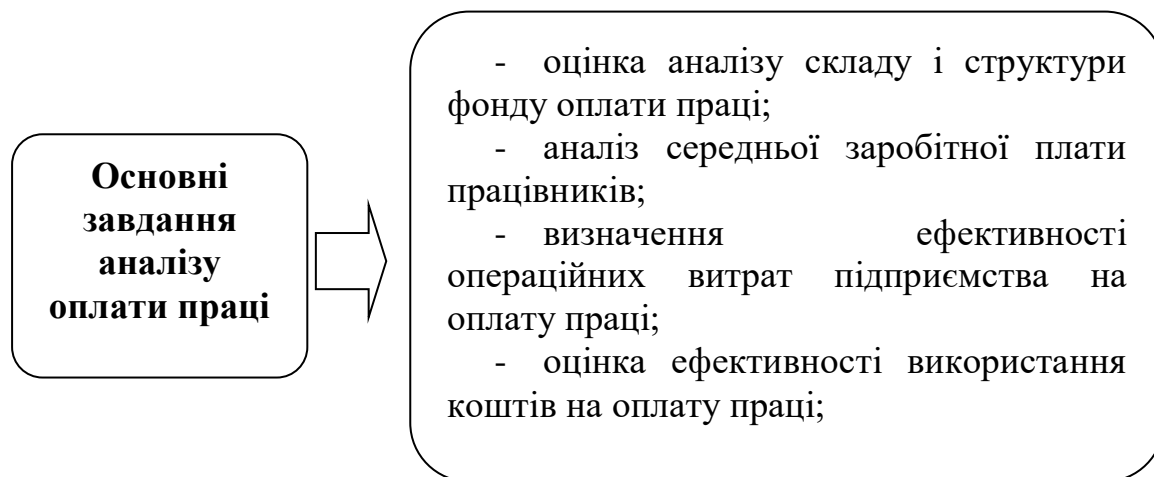 Основні
завдання
аналізу
оплати праці
- оцінка аналізу складу і структури
фонду оплати праці;
- аналіз середньої заробітної плати
працівників;
- визначення ефективності
операційних витрат підприємства на
оплату праці;
- оцінка ефективності використання
коштів на оплату праці;